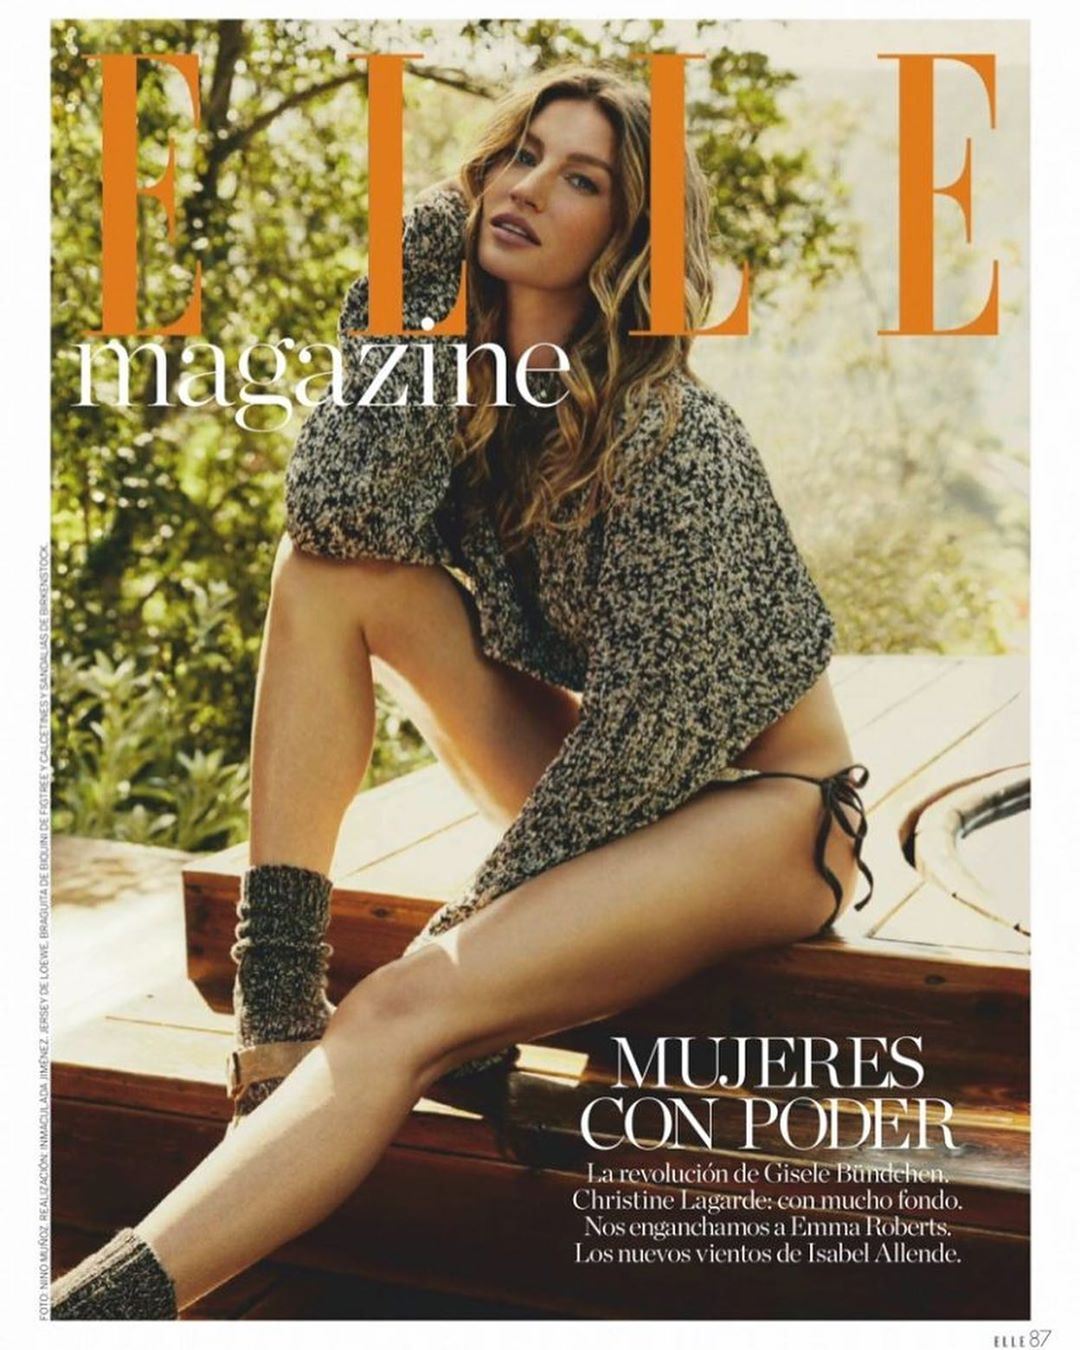 ELLE
magazine
MUJERES
CON PODER
La revolución de Gisele Bündchen.
Christine Lagarde: con mucho fondo.
Nos enganchamos a Emma Roberts.
Los nuevos vientos de Isabel Allende.
FOTO: NINO MUÑOZ. REALIZACIÓN: INMACULADA JIMÉNEZ. JERSEY DE LOEWE, BRAGUITA DE BIQUINI DE FIGTREE Y CALCETINES Y SANDALIAS DE BIRKENSTOCK.
ELLE 87